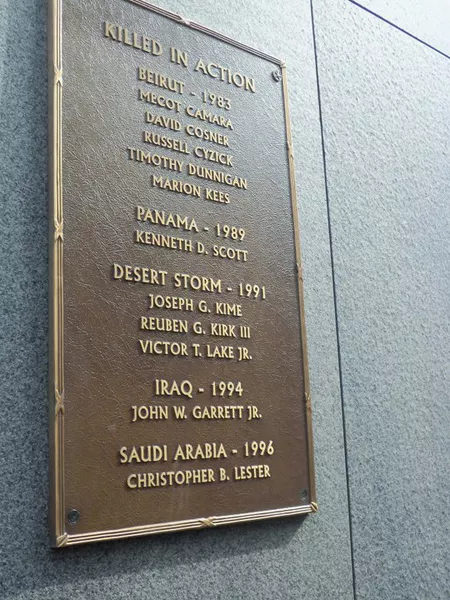 KILLED IN ACTION
BEIRUT - 1983
MECOT CAMARA
DAVID COSNER
RUSSELL CYZICK
TIMOTHY DUNNIGAN
MARION KEES
PANAMA - 1989
KENNETH D. SCOTT
DESERT STORM - 1991
JOSEPH G. KIME
REUBEN G. KIRK III
VICTOR T. LAKE JR.
IRAQ - 1994
JOHN W. GARRETT JR.
SAUDI ARABIA - 1996
CHRISTOPHER B. LESTER